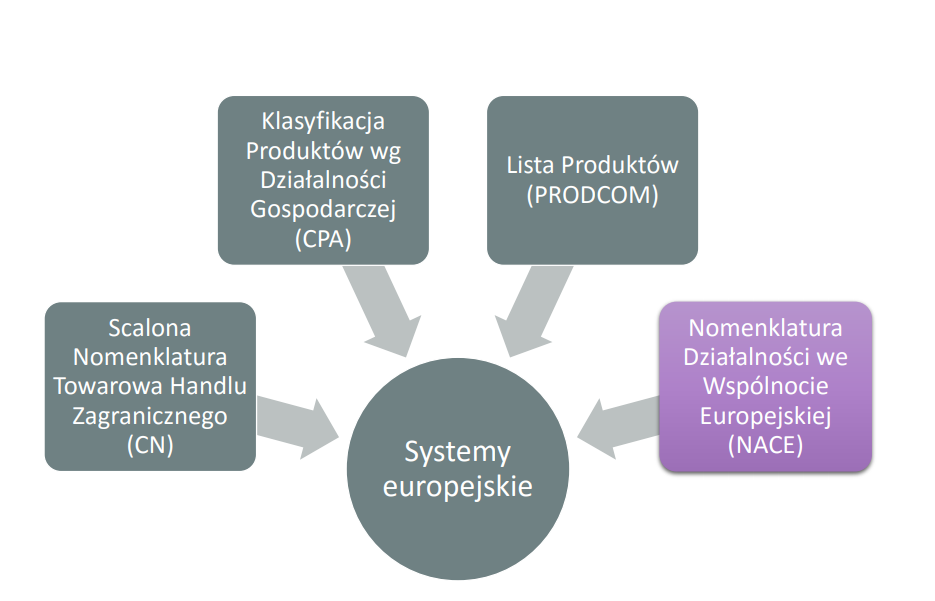 Klasyfikacja
Produktów wg
Działalności
Gospodarczej
(CPA)
Lista Produktów
(PRODCOM)
Scalona
Nomenklatura
Towarowa Handlu
Zagranicznego
(CN)
Nomenklatura
Działalności we
Wspólnocie
Europejskiej
(NACE)
Systemy
europejskie